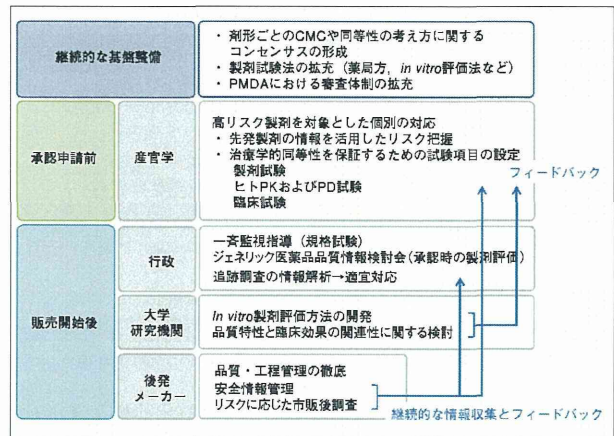 継続的な基盤整備
・ 剤形ごとのCMCや同等性の考え方に関する
コンセンサスの形成
・ 製剤試験法の拡充（薬局方，in vitro評価法など）
・ PMDAにおける審査体制の拡充
承認申請前
産官学
高リスク製剤を対象とした個別の対応
・ 先発製剤の情報を活用したリスク把握
・ 治療学的同等性を保証するための試験項目の設定
製剤試験
ヒトPKおよびPD試験
臨床試験
フィードバック
販売開始後
行政
一斉監視指導（規格試験）
ジェネリック医薬品品質情報検討会（承認時の製剤評価）
追跡調査の情報解析→適宜対応
大学
研究機関
In vitro製剤評価方法の開発
品質特性と臨床効果の関連性に関する検討
後発
メーカー
品質・工程管理の徹底
安全情報管理
リスクに応じた市販後調査
継続的な情報収集とフィードバック